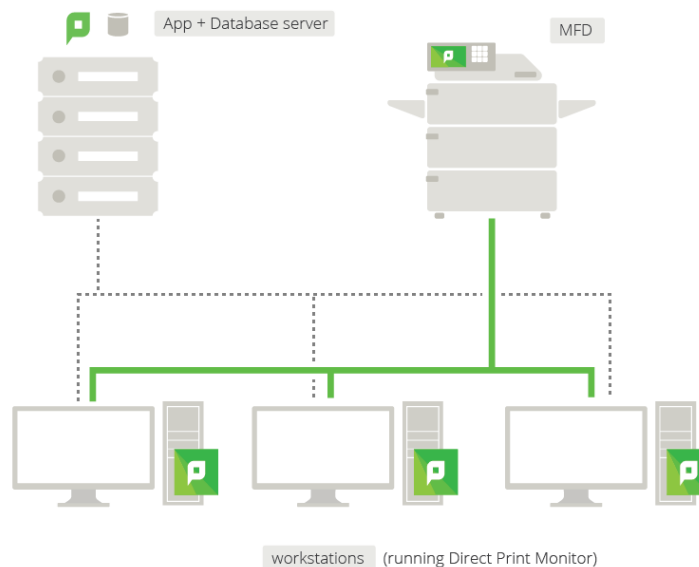 App + Database server
MFD
workstations (running Direct Print Monitor)